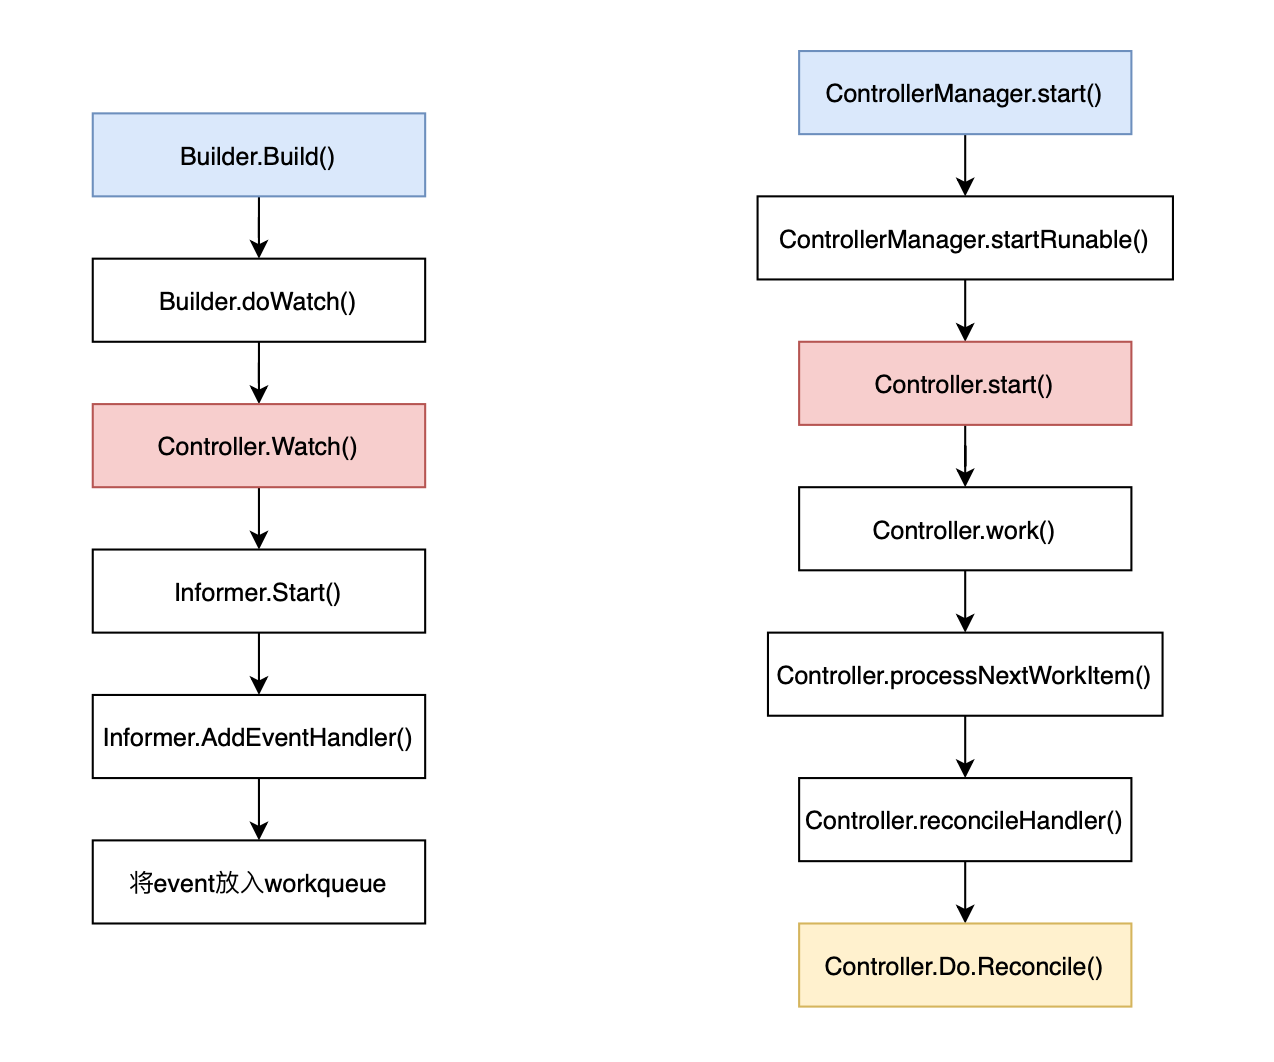 Builder.Build()
Builder.doWatch()
Controller.Watch()
Informer.Start()
Informer.AddEventHandler()
将event放入workqueue
ControllerManager.start()
ControllerManager.startRunable()
Controller.start()
Controller.work()
Controller.processNextWorkItem()
Controller.reconcileHandler()
Controller.Do.Reconcile()